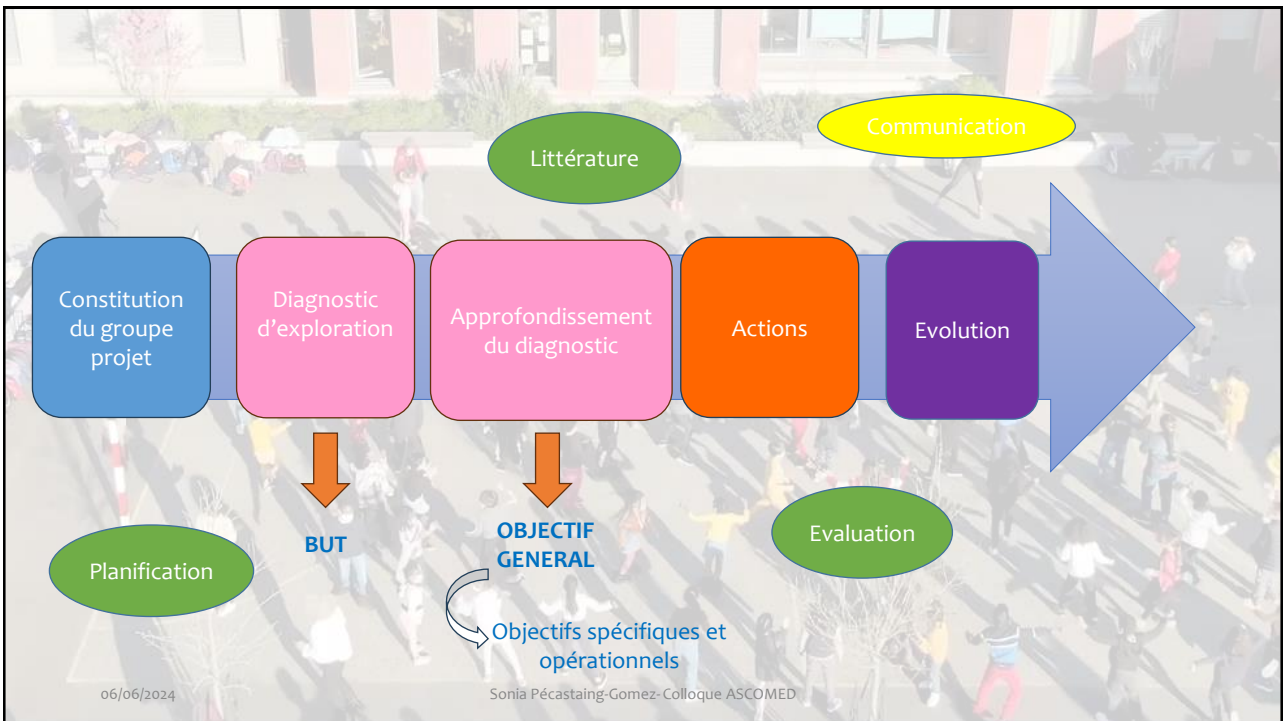 Communication
Littérature
Constitution
du groupe
projet
Diagnostic
d'exploration
Approfondissement
du diagnostic
Actions
Evolution
BUT
OBJECTIF
GENERAL
Evaluation
Planification
Objectifs spécifiques et
opérationnels
06/06/2024
Sonia Pécastaing-Gomez-Colloque ASCOMED